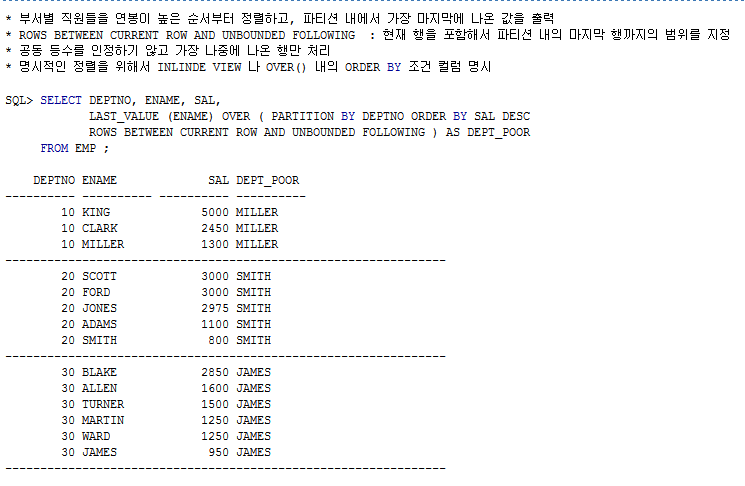 * 부서별 직원들을 연봉이 높은 순서부터 정렬하고, 파티션 내에서 가장 마지막에 나온 값을 출력
* ROWS BETWEEN CURRENT ROW AND UNBOUNDED FOLLOWING  : 현재 행을 포함해서 파티션 내의 마지막 행까지의 범위를 지정
* 공동 등수를 인정하기 않고 가장 나중에 나온 행만 처리
* 명시적인 정렬을 위해서 INLINDE VIEW 나 OVER() 내의 ORDER BY 조건 컬럼 명시
SQL> SELECT DEPTNO, ENAME, SAL,
LAST_VALUE (ENAME) OVER ( PARTITION BY DEPTNO ORDER BY SAL DESC
ROWS BETWEEN CURRENT ROW AND UNBOUNDED FOLLOWING ) AS DEPT_POOR
FROM EMP ;
DEPTNO ENAME SAL DEPT_POOR
---------- ---------- ---------- ----------
10 KING 5000 MILLER
10 CLARK 2450 MILLER
10 MILLER 1300 MILLER
---------------------------------------------------------------
20 SCOTT 3000 SMITH
20 FORD 3000 SMITH
20 JONES 2975 SMITH
20 ADAMS 1100 SMITH
20 SMITH 800 SMITH
---------------------------------------------------------------
30 BLAKE 2850 JAMES
30 ALLEN 1600 JAMES
30 TURNER 1500 JAMES
30 MARTIN 1250 JAMES
30 WARD 1250 JAMES
30 JAMES 950 JAMES
---------------------------------------------------------------